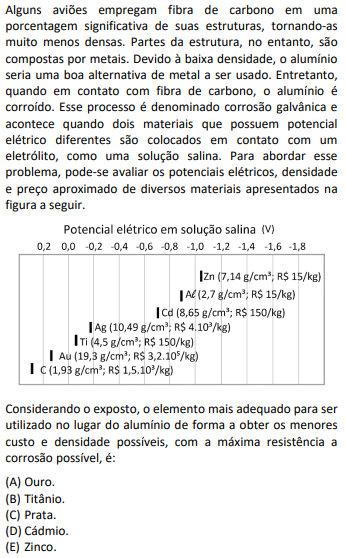 Alguns aviões empregam fibra de carbono em uma
porcentagem significativa de suas estruturas, tornando-as
muito menos densas. Partes da estrutura, no entanto, são
compostas por metais. Devido à baixa densidade, o alumínio
seria uma boa alternativa de metal a ser usado. Entretanto,
quando em contato com fibra de carbono, o alumínio é
corroído. Esse processo é denominado corrosão galvânica e
acontece quando dois materiais que possuem potencial
elétrico diferentes são colocados em contato com um
eletrólito, como uma solução salina. Para abordar esse
problema, pode-se avaliar os potenciais elétricos, densidade
e preço aproximado de diversos materiais apresentados na
figura a seguir.
Potencial elétrico em solução salina (V)
0,2 0,0 -0,2 -0,4 -0,6 -0,8 -1,0 -1,2 -1,4 -1,6 -1,8
Zn (7,14 g/cm³; R$ 15/kg)
Aℓ (2,7 g/cm³; R$ 15/kg)
Cd (8,65 g/cm³; R$ 150/kg)
Ag (10,49 g/cm³; R$ 4.10³/kg)
Ti (4,5 g/cm³; R$ 150/kg)
Au (19,3 g/cm³; R$ 3,2.10⁵/kg)
C (1,93 g/cm³; R$ 1,5.10³/kg)
Considerando o exposto, o elemento mais adequado para ser
utilizado no lugar do alumínio de forma a obter os menores
custo e densidade possíveis, com a máxima resistência a
corrosão possível, é:
(A) Ouro.
(B) Titânio.
(C) Prata.
(D) Cádmio.
(E) Zinco.